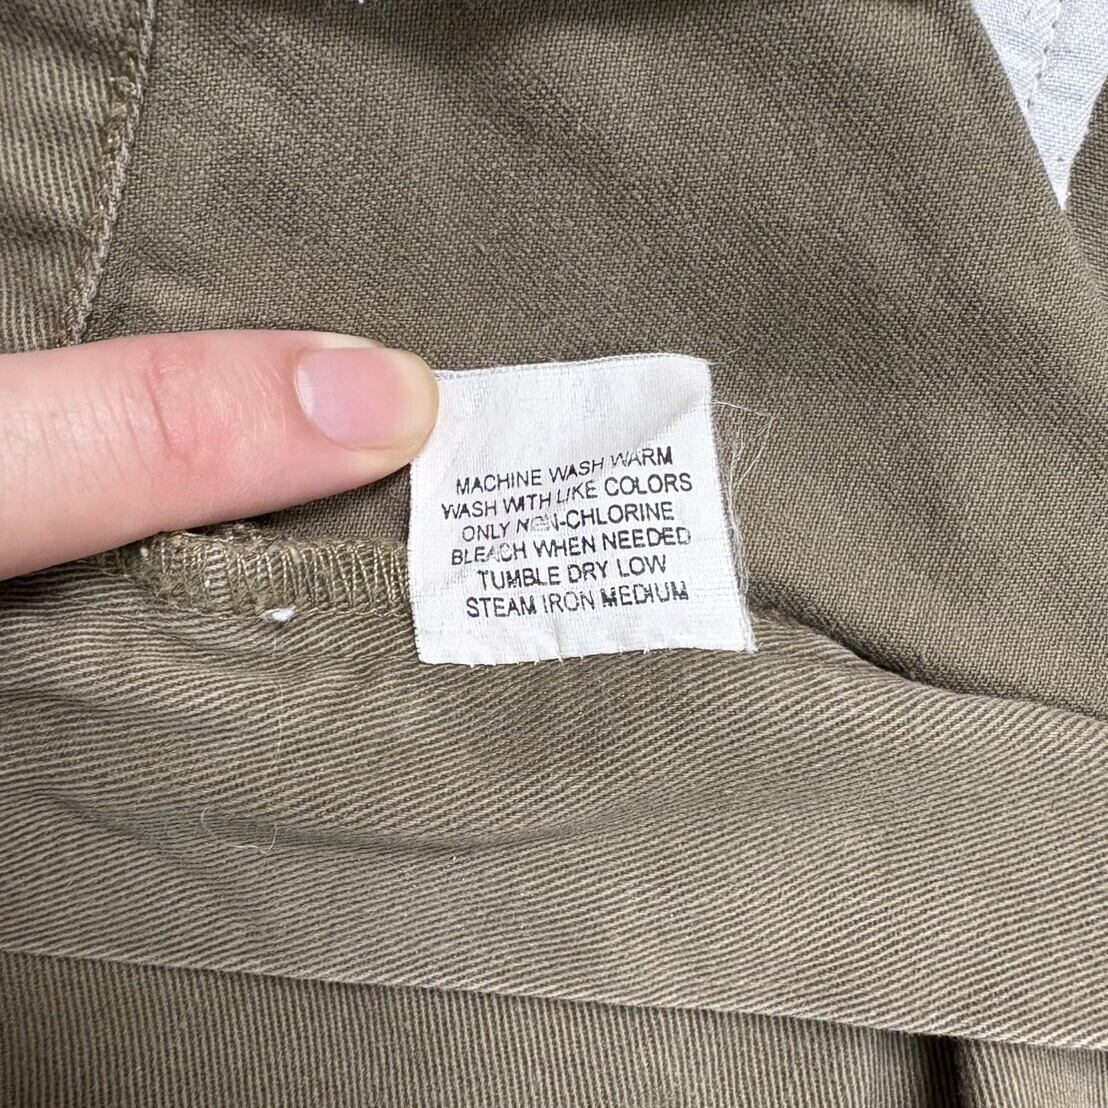 MACHINE WASH WARM
WASH WITH LIKE COLORS
ONLY NON-CHLORINE
BLEACH WHEN NEEDED
TUMBLE DRY LOW
STEAM IRON MEDIUM